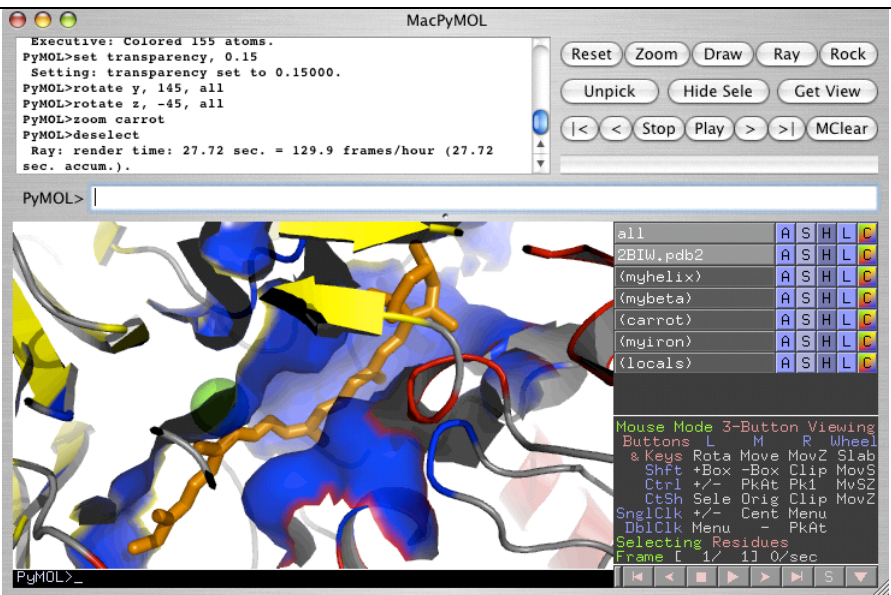 MacPyMOL
Executive: Colored 155 atoms.
PyMOL>set transparency, 0.15
Setting: transparency set to 0.15000.
PyMOL>rotate y, 145, all
PyMOL>rotate z, -45, all
PyMOL>zoom carrot
PyMOL>deselect
Ray: render time: 27.72 sec. = 129.9 frames/hour (27.72
sec. accum.).
Reset Zoom Draw Ray Rock
Unpick Hide Sele Get View
|< < Stop Play > >| MClear
PyMOL>
all A S H L C
2BIW.pdb2 A S H L C
(myhelix) A S H L C
(mybeta) A S H L C
(carrot) A S H L C
(myiron) A S H L C
(locals) A S H L C
Mouse Mode 3-Button Viewing
Buttons L M R Wheel
& Keys Rota Move MovZ Slab
Shft +Box -Box Clip MovS
Ctrl +/- PkAt Pk1 MvSZ
CtSh Sele Orig Clip MovZ
SnglClk +/- Cent Menu
DblClk Menu - PkAt
Selecting Residues
Frame [ 1/ 1] 0/sec
PyMOL>_
S